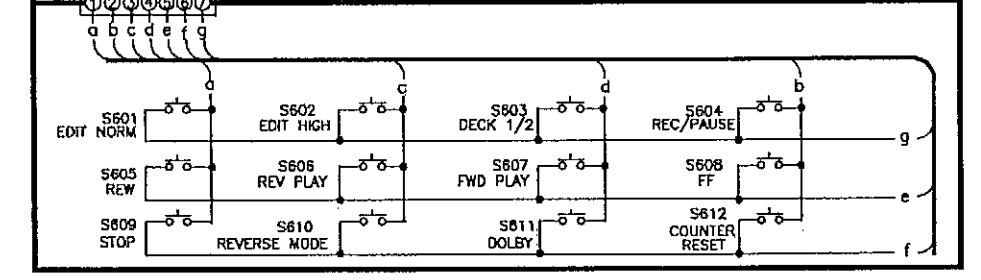 1 2 3 4 5 6 7
a b c d e f g
a c d b
S601 EDIT NORM
S602 EDIT HIGH
S603 DECK 1/2
S604 REC/PAUSE
g
S605 REW
S606 REV PLAY
S607 FWD PLAY
S608 FF
e
S609 STOP
S610 REVERSE MODE
S611 DOLBY
S612 COUNTER RESET
f